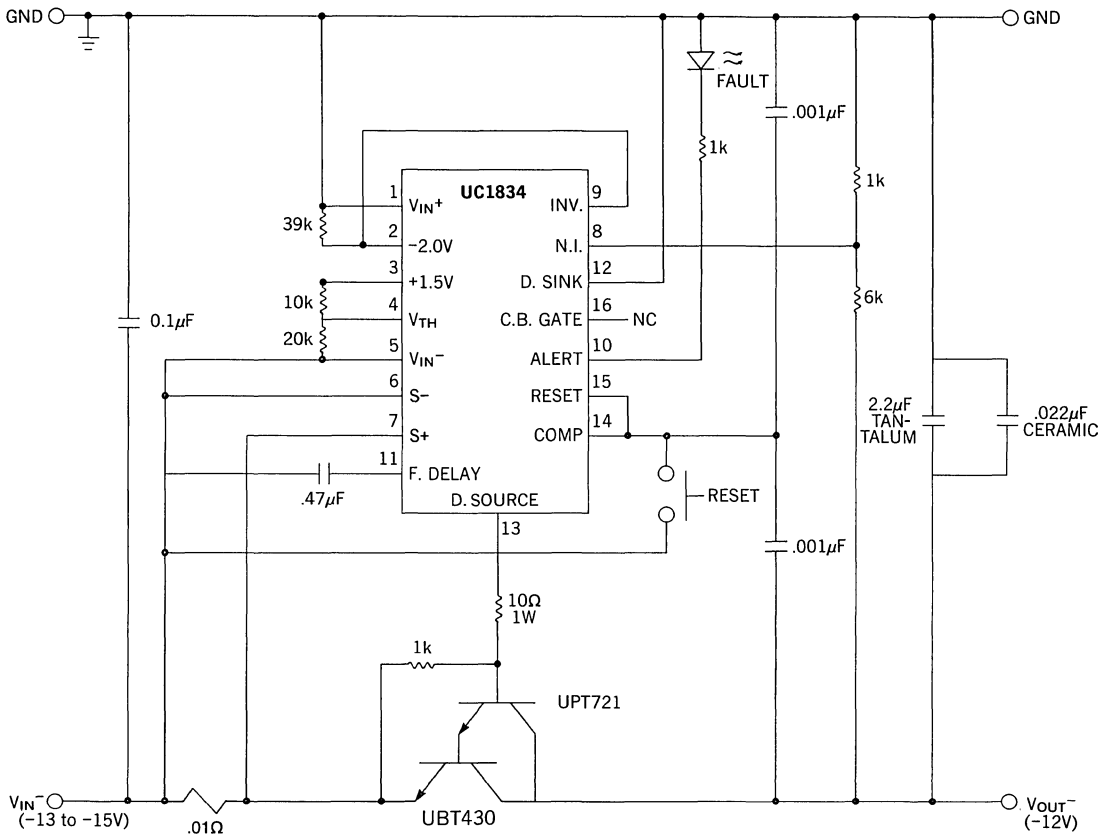 GND
GND
FAULT
.001µF
1k
1k
UC1834
1
VIN+
INV.
9
39k
2
-2.0V
N.I.
8
3
+1.5V
D. SINK
12
10k
4
VTH
C.B. GATE
16
NC
20k
5
VIN-
ALERT
10
6
S-
RESET
15
7
S+
COMP
14
11
F. DELAY
D. SOURCE
13
0.1µF
.47µF
6k
2.2µF
TAN-
TALUM
.022µF
CERAMIC
RESET
.001µF
10Ω
1W
1k
UPT721
UBT430
VIN-
(-13 to -15V)
.01Ω
VOUT-
(-12V)